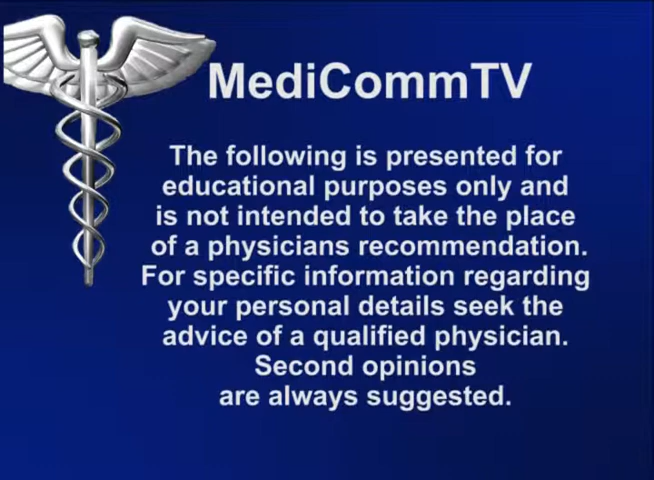 MediCommTV
The following is presented for
educational purposes only and
is not intended to take the place
of a physicians recommendation.
For specific information regarding
your personal details seek the
advice of a qualified physician.
Second opinions
are always suggested.